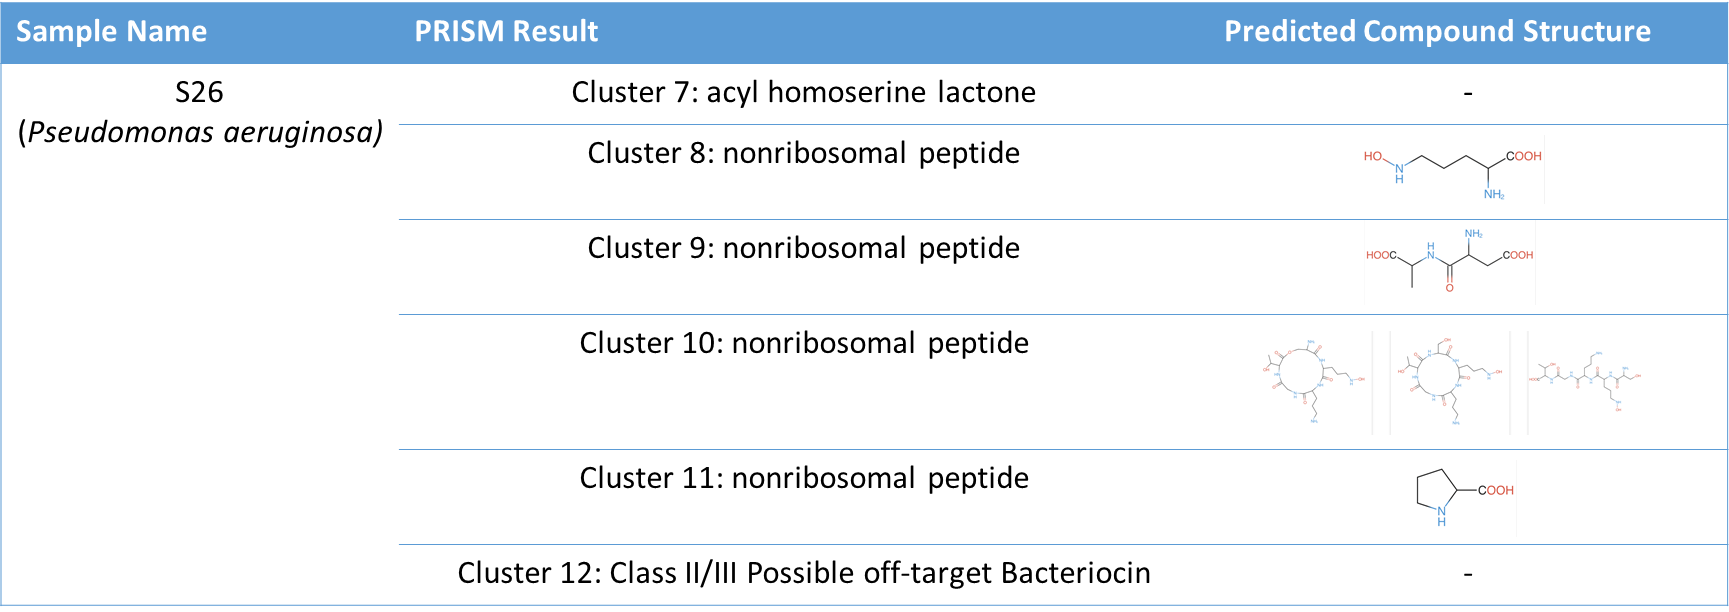 Sample Name PRISM Result Predicted Compound Structure
S26 Cluster 7: acyl homoserine lactone -
(Pseudomonas aeruginosa)
Cluster 8: nonribosomal peptide
HO N H NH₂ COOH
Cluster 9: nonribosomal peptide
HOOC H N O NH₂ COOH
Cluster 10: nonribosomal peptide
Cluster 11: nonribosomal peptide
COOH N H
Cluster 12: Class II/III Possible off-target Bacteriocin -